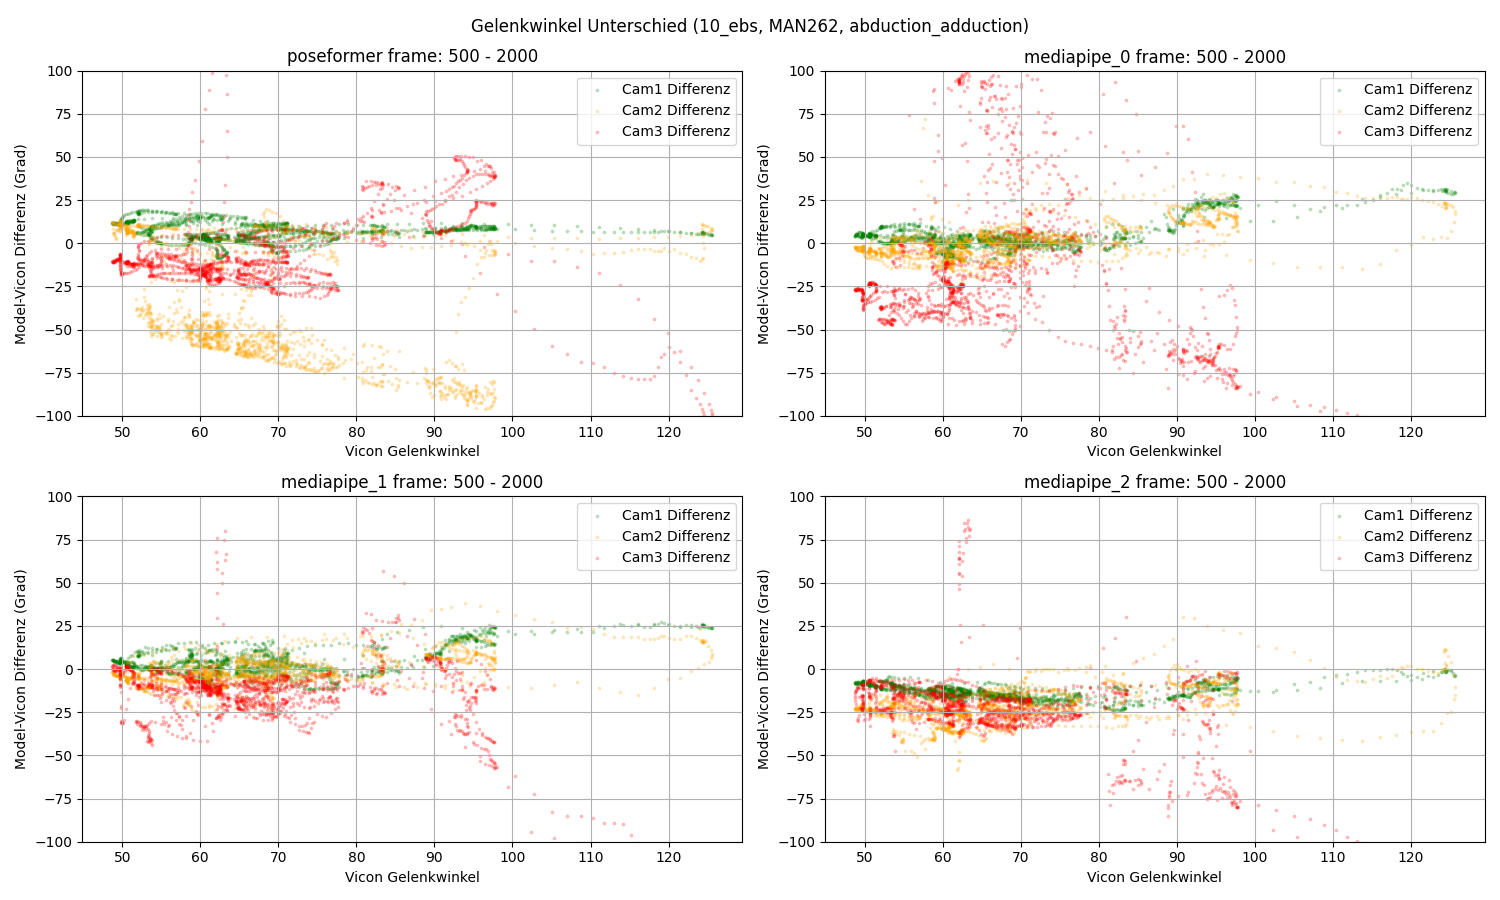 Gelenkwinkel Unterschied (10_ebs, MAN262, abduction_adduction)
poseformer frame: 500 - 2000
Model-Vicon Differenz (Grad)
100
75
50
25
0
−25
−50
−75
−100
Cam1 Differenz
Cam2 Differenz
Cam3 Differenz
50 60 70 80 90 100 110 120
Vicon Gelenkwinkel
mediapipe_0 frame: 500 - 2000
Model-Vicon Differenz (Grad)
100
75
50
25
0
−25
−50
−75
−100
Cam1 Differenz
Cam2 Differenz
Cam3 Differenz
50 60 70 80 90 100 110 120
Vicon Gelenkwinkel
mediapipe_1 frame: 500 - 2000
Model-Vicon Differenz (Grad)
100
75
50
25
0
−25
−50
−75
−100
Cam1 Differenz
Cam2 Differenz
Cam3 Differenz
50 60 70 80 90 100 110 120
Vicon Gelenkwinkel
mediapipe_2 frame: 500 - 2000
Model-Vicon Differenz (Grad)
100
75
50
25
0
−25
−50
−75
−100
Cam1 Differenz
Cam2 Differenz
Cam3 Differenz
50 60 70 80 90 100 110 120
Vicon Gelenkwinkel